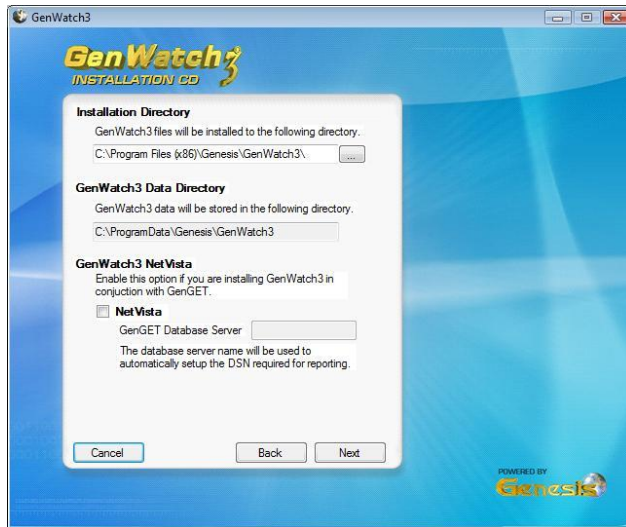 GenWatch3
GenWatch3
INSTALLATION CD
Installation Directory
GenWatch3 files will be installed to the following directory.
C:\Program Files (x86)\Genesis\GenWatch3\
...
GenWatch3 Data Directory
GenWatch3 data will be stored in the following directory.
C:\ProgramData\Genesis\GenWatch3
GenWatch3 NetVista
Enable this option if you are installing GenWatch3 in
conjuction with GenGET.
NetVista
GenGET Database Server
The database server name will be used to
automatically setup the DSN required for reporting.
Cancel
Back
Next
POWERED BY
Genesis